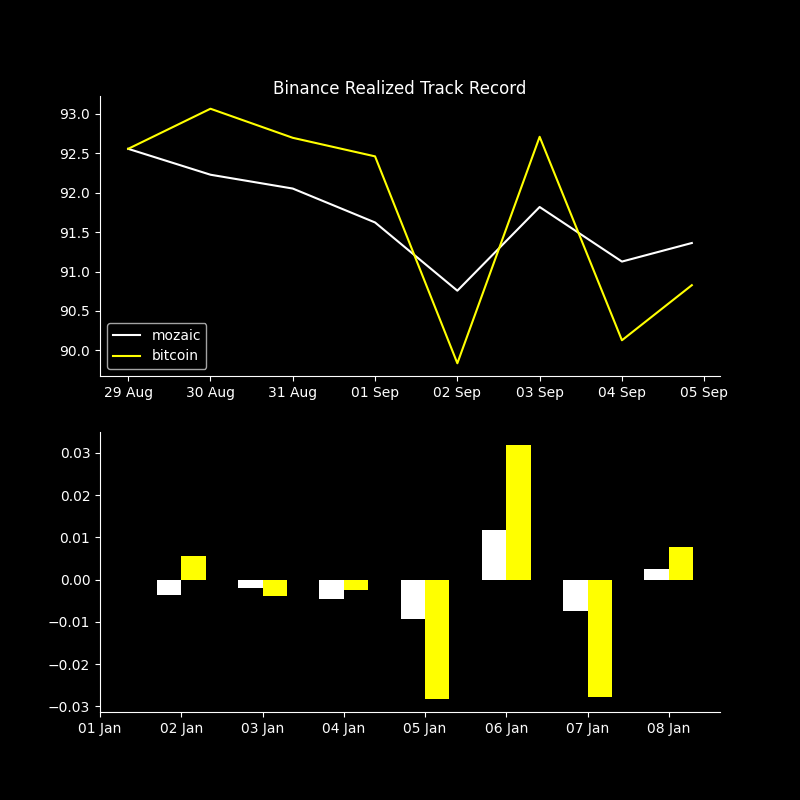 Binance Realized Track Record
93.0
92.5
92.0
91.5
91.0
90.5
90.0
mozaic
bitcoin
29 Aug 30 Aug 31 Aug 01 Sep 02 Sep 03 Sep 04 Sep 05 Sep
0.03
0.02
0.01
0.00
−0.01
−0.02
−0.03
01 Jan 02 Jan 03 Jan 04 Jan 05 Jan 06 Jan 07 Jan 08 Jan